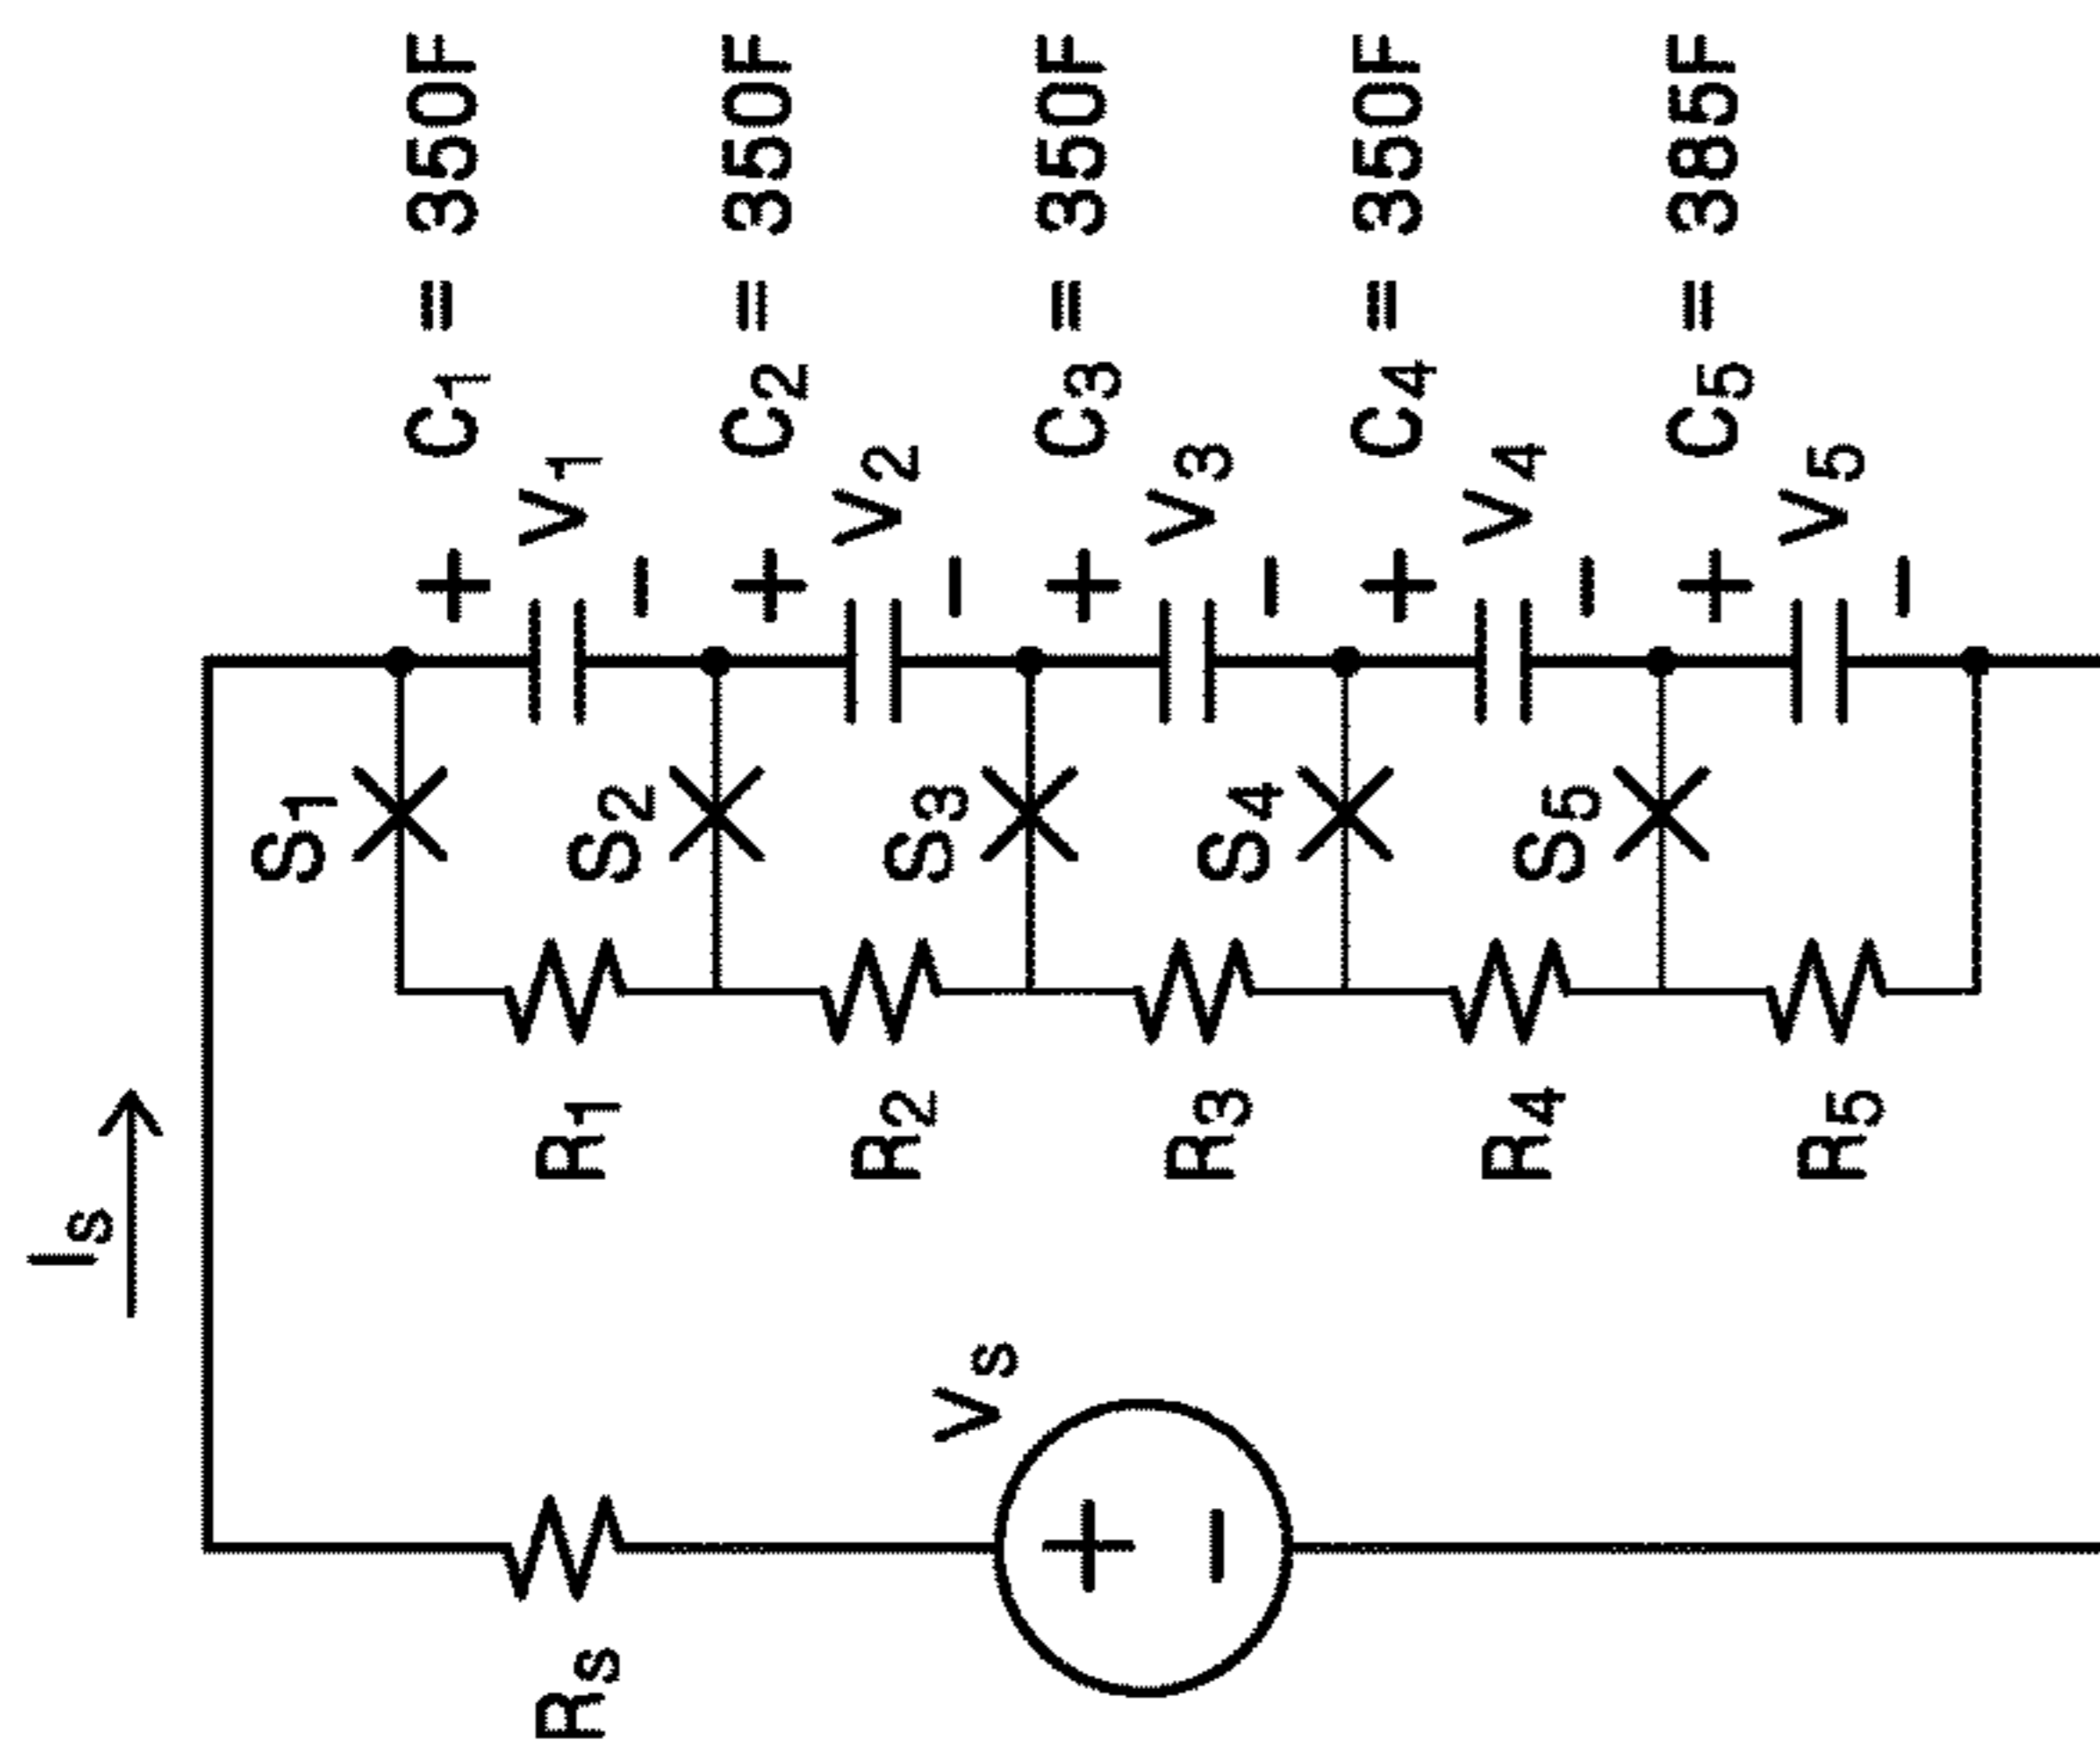 Is
Rs
Vs
+
−
S1
S2
S3
S4
S5
R1
R2
R3
R4
R5
+ V1 −
+ V2 −
+ V3 −
+ V4 −
+ V5 −
C1 = 350F
C2 = 350F
C3 = 350F
C4 = 350F
C5 = 385F